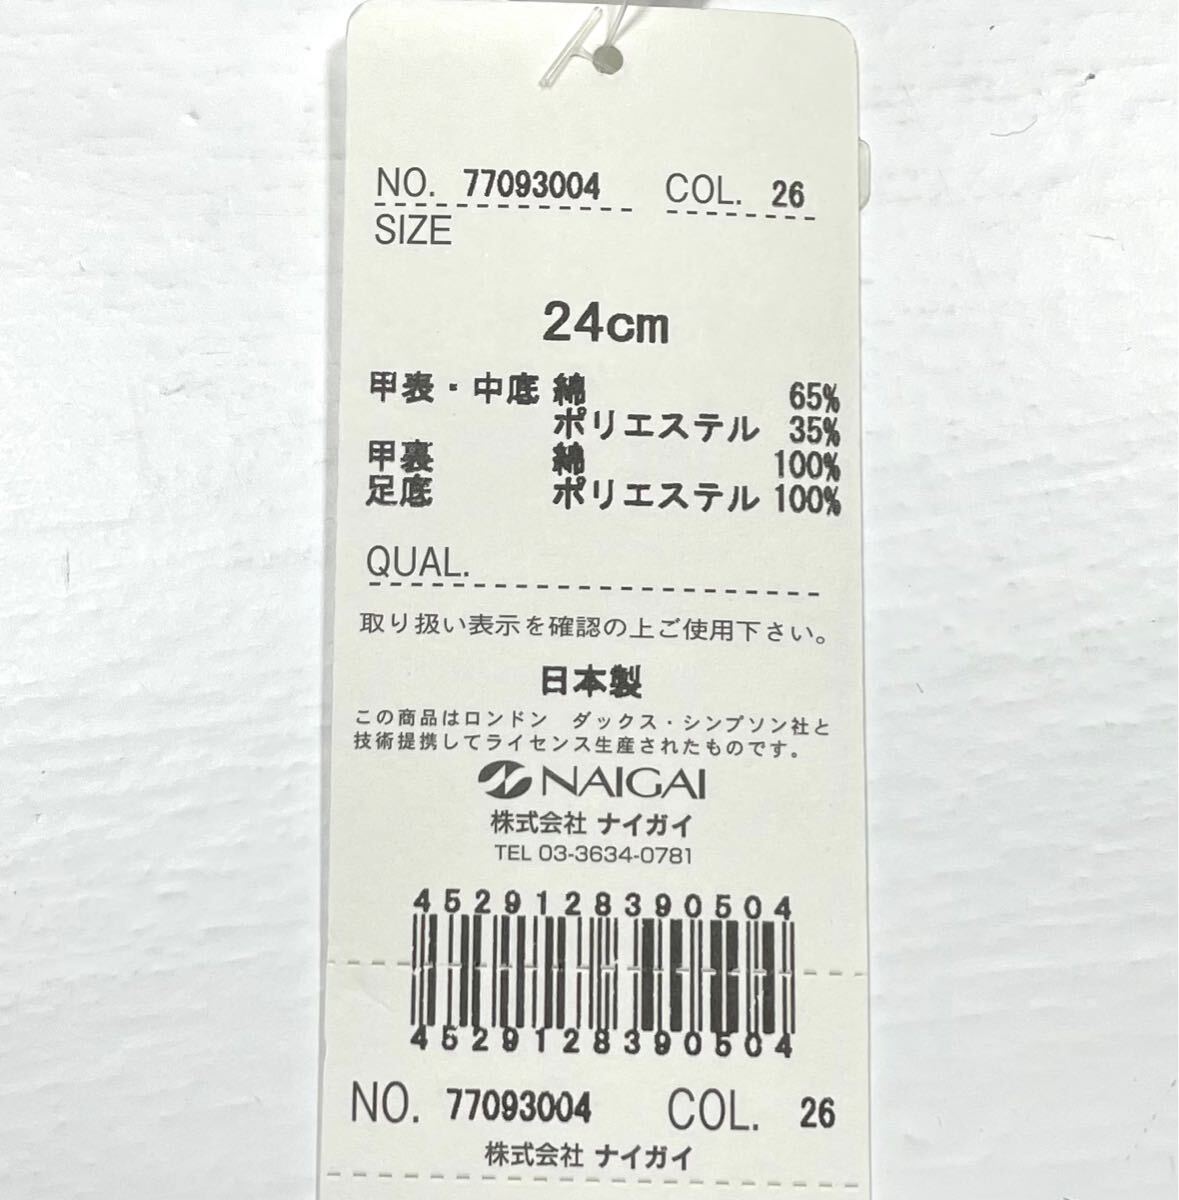 NO. 77093004 COL. 26
SIZE
24cm
甲表・中底 綿 65%
ポリエステル 35%
甲裏 綿 100%
足底 ポリエステル 100%
QUAL.
取り扱い表示を確認の上ご使用下さい。
日本製
この商品はロンドン　ダックス・シンプソン社と
技術提携してライセンス生産されたものです。
NAIGAI
株式会社 ナイガイ
TEL 03-3634-0781
4529128390504
4529128390504
NO. 77093004 COL. 26
株式会社 ナイガイ